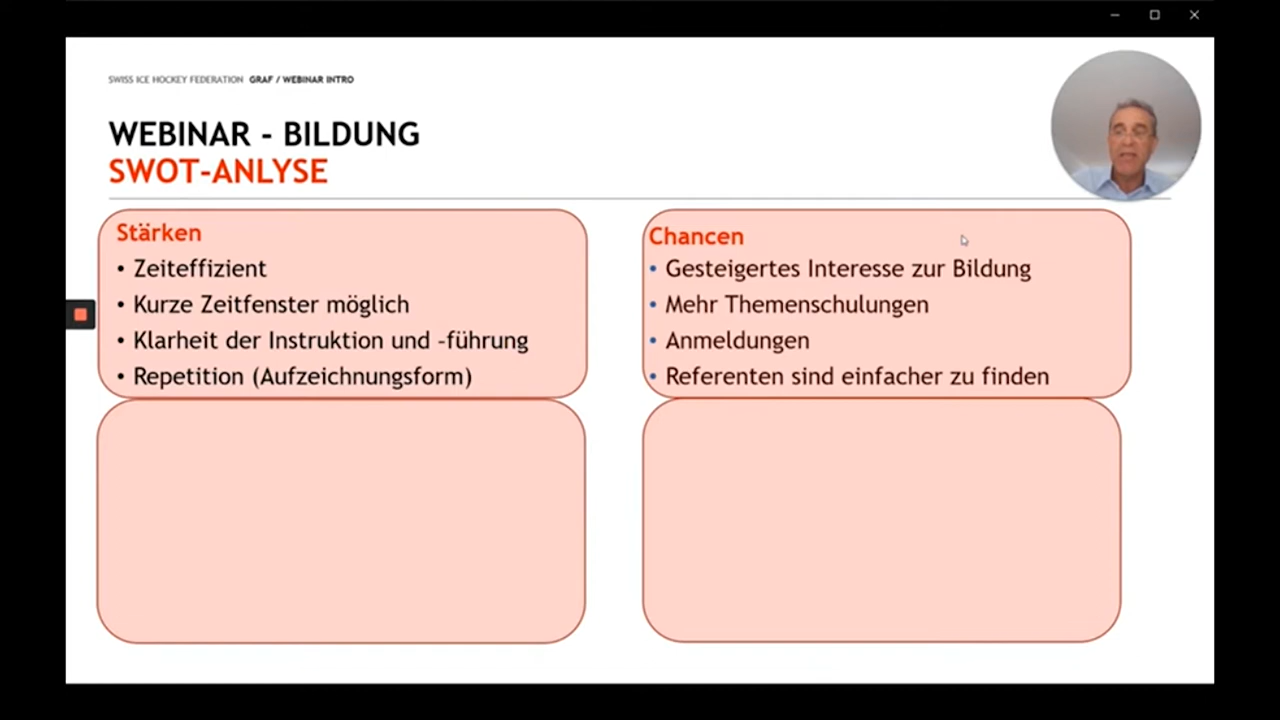 SWISS ICE HOCKEY FEDERATION GRAF / WEBINAR INTRO
WEBINAR - BILDUNG
SWOT-ANLYSE
Stärken
• Zeiteffizient
• Kurze Zeitfenster möglich
• Klarheit der Instruktion und -führung
• Repetition (Aufzeichnungsform)
Chancen
• Gesteigertes Interesse zur Bildung
• Mehr Themenschulungen
• Anmeldungen
• Referenten sind einfacher zu finden